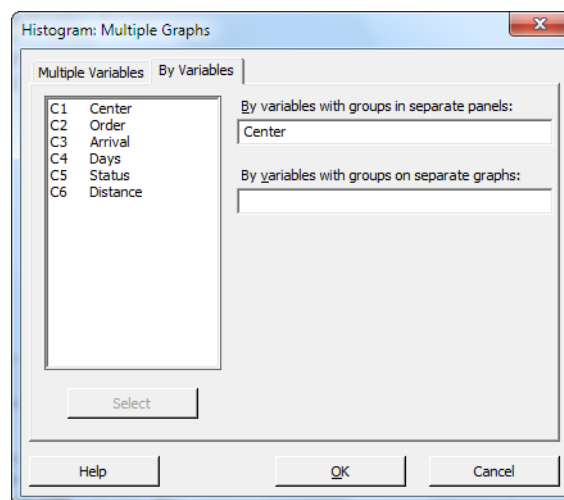 Histogram: Multiple Graphs
Multiple Variables By Variables
C1 Center
C2 Order
C3 Arrival
C4 Days
C5 Status
C6 Distance
By variables with groups in separate panels:
Center
By variables with groups on separate graphs:
Select
Help OK Cancel